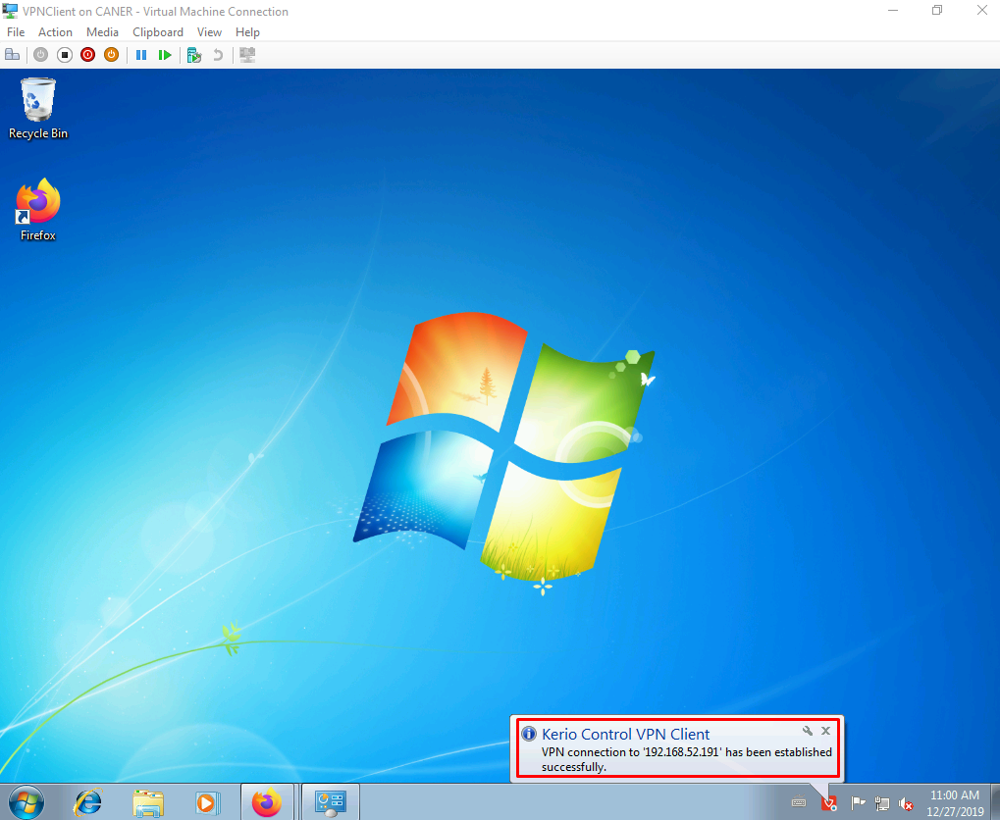 VPNClient on CANER - Virtual Machine Connection
File Action Media Clipboard View Help
Recycle Bin
Firefox
Kerio Control VPN Client
VPN connection to '192.168.52.191' has been established
successfully.
11:00 AM
12/27/2019